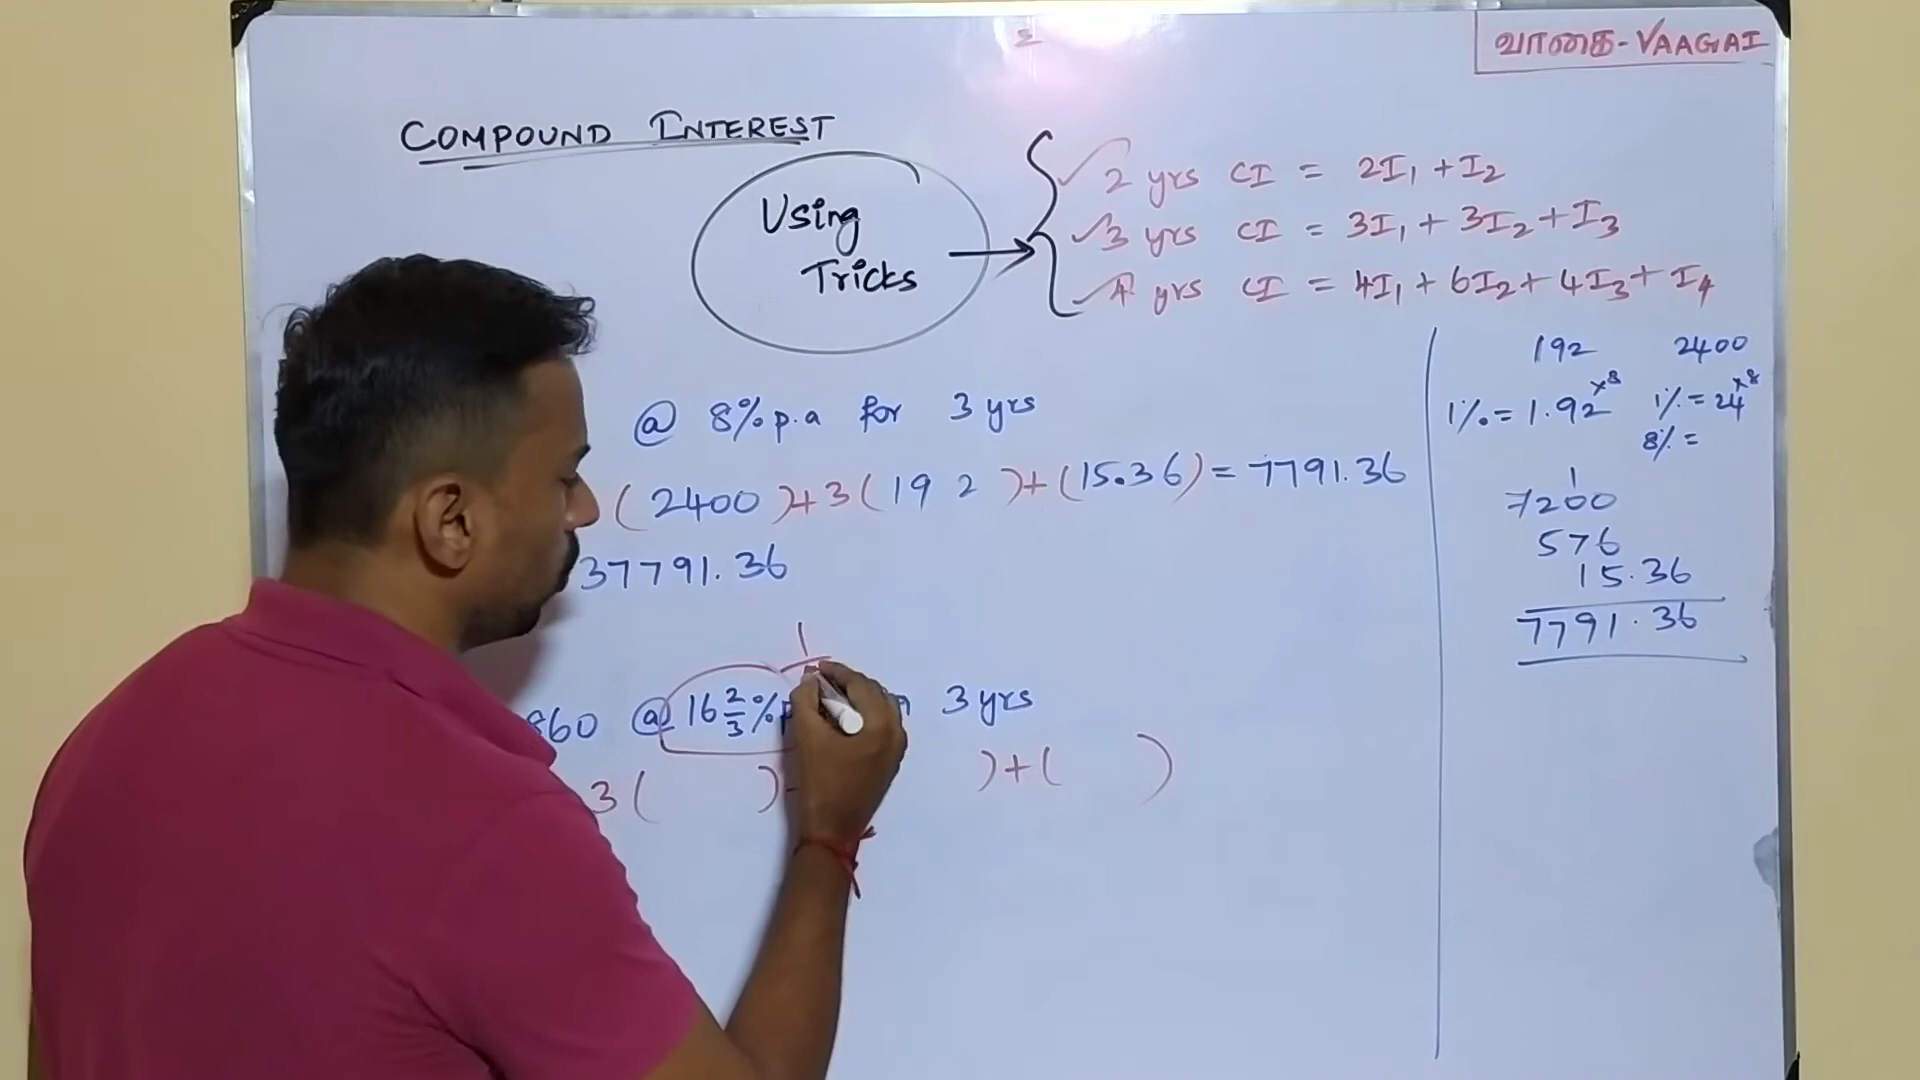 வாகை - VAAGAI
COMPOUND INTEREST
Using
Tricks
2 yrs CI = 2I₁ + I₂
3 yrs CI = 3I₁ + 3I₂ + I₃
4 yrs CI = 4I₁ + 6I₂ + 4I₃ + I₄
@ 8% p.a for 3 yrs
(2400) + 3(192) + (15.36) = 7791.36
37791.36
1
860 @ 16 2/3 % 3 yrs
3( ) ) + ( )
192 2400
1% = 1.92 ×8 1% = 24 ×8
8% =
1
7200
576
15.36
7791.36